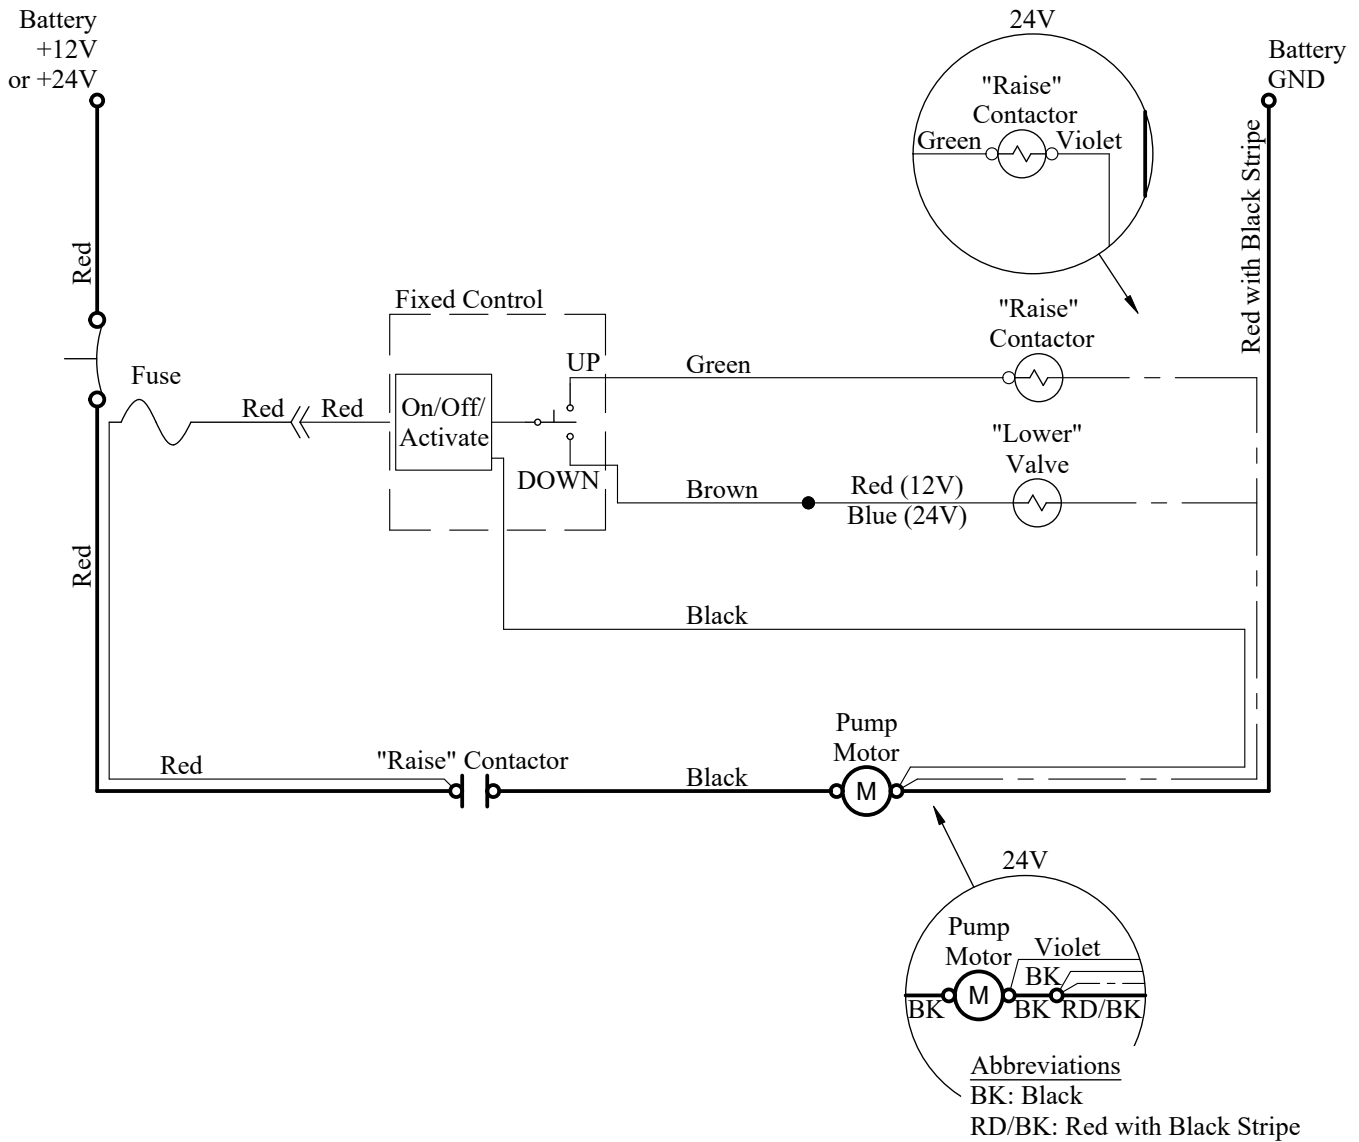 Battery
+12V
or +24V
24V
Battery
GND
"Raise"
Contactor
Green
Violet
Red with Black Stripe
Red
Fixed Control
"Raise"
Contactor
UP
Green
Fuse
Red
Red
On/Off/
Activate
"Lower"
Valve
DOWN
Brown
Red (12V)
Blue (24V)
Red
Black
Pump
Motor
Red
"Raise" Contactor
Black
M
24V
Pump
Motor
Violet
BK
M
BK
BK
RD/BK
Abbreviations
BK: Black
RD/BK: Red with Black Stripe